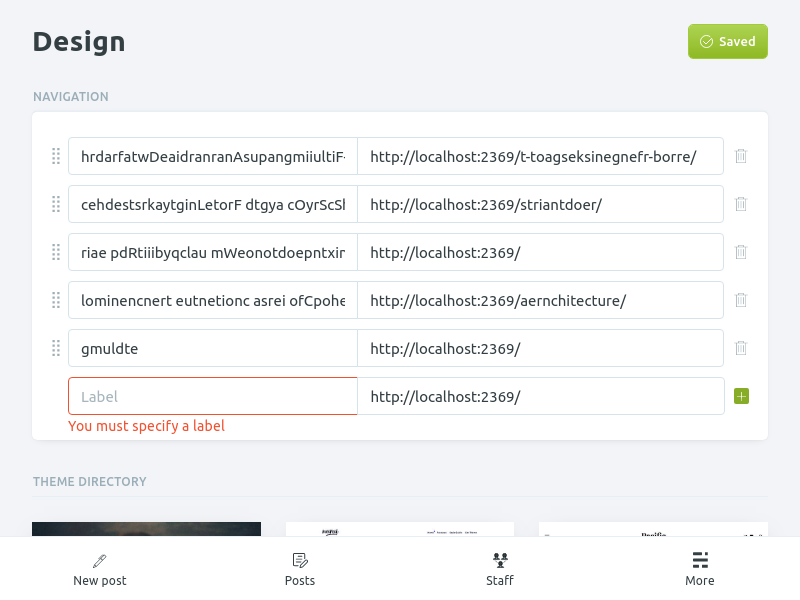 Design
Saved
NAVIGATION
hrdarfatwDeaidranranAsupangmiiultiF
http://localhost:2369/t-toagseksinegnefr-borre/
cehdestsrkaytginLetorF dtgya cOyrScSl
http://localhost:2369/striantdoer/
riae pdRtiiibyqclau mWeonotdoepntxin
http://localhost:2369/
lominencnert eutnetionc asrei ofCpohe
http://localhost:2369/aernchitecture/
gmuldte
http://localhost:2369/
Label
http://localhost:2369/
You must specify a label
THEME DIRECTORY
New post
Posts
Staff
More